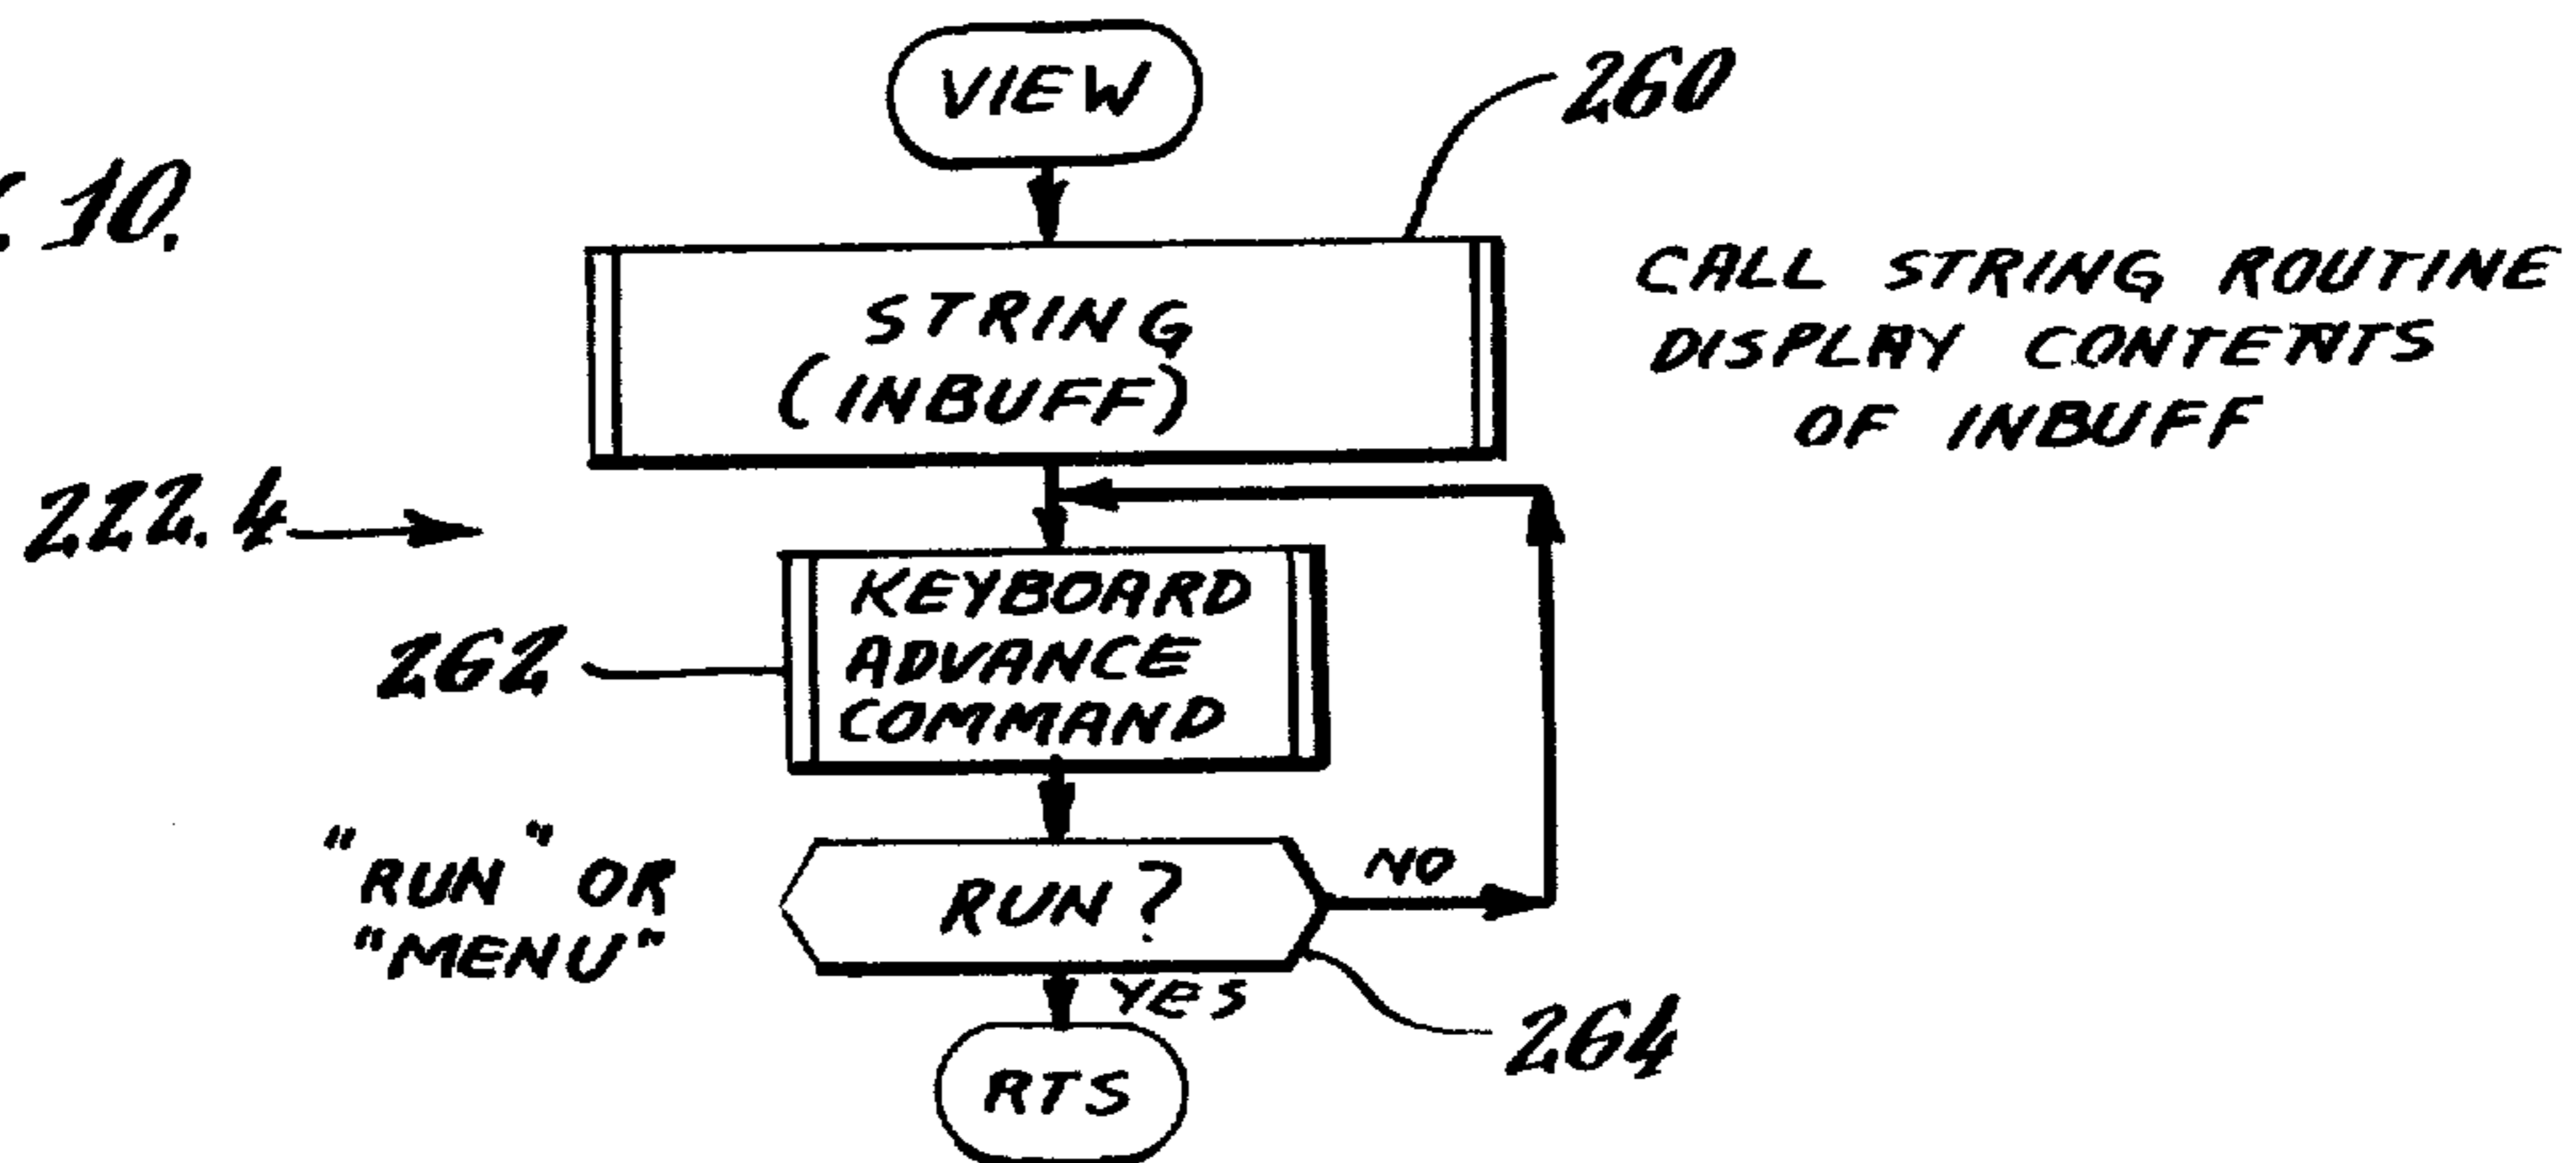 VIEW
260
10.
STRING
(INBUFF)
CALL STRING ROUTINE
DISPLAY CONTENTS
OF INBUFF
222.4
KEYBOARD
ADVANCE
COMMAND
262
"RUN" OR
"MENU"
RUN?
NO
YES
264
RTS